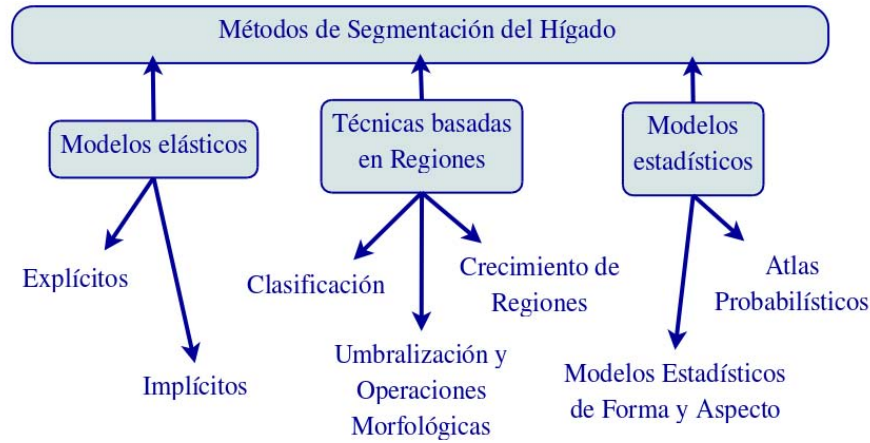 Métodos de Segmentación del Hígado
Modelos elásticos
Técnicas basadas
en Regiones
Modelos
estadísticos
Explícitos
Implícitos
Clasificación
Umbralización y
Operaciones
Morfológicas
Crecimiento de
Regiones
Modelos Estadísticos
de Forma y Aspecto
Atlas
Probabilísticos